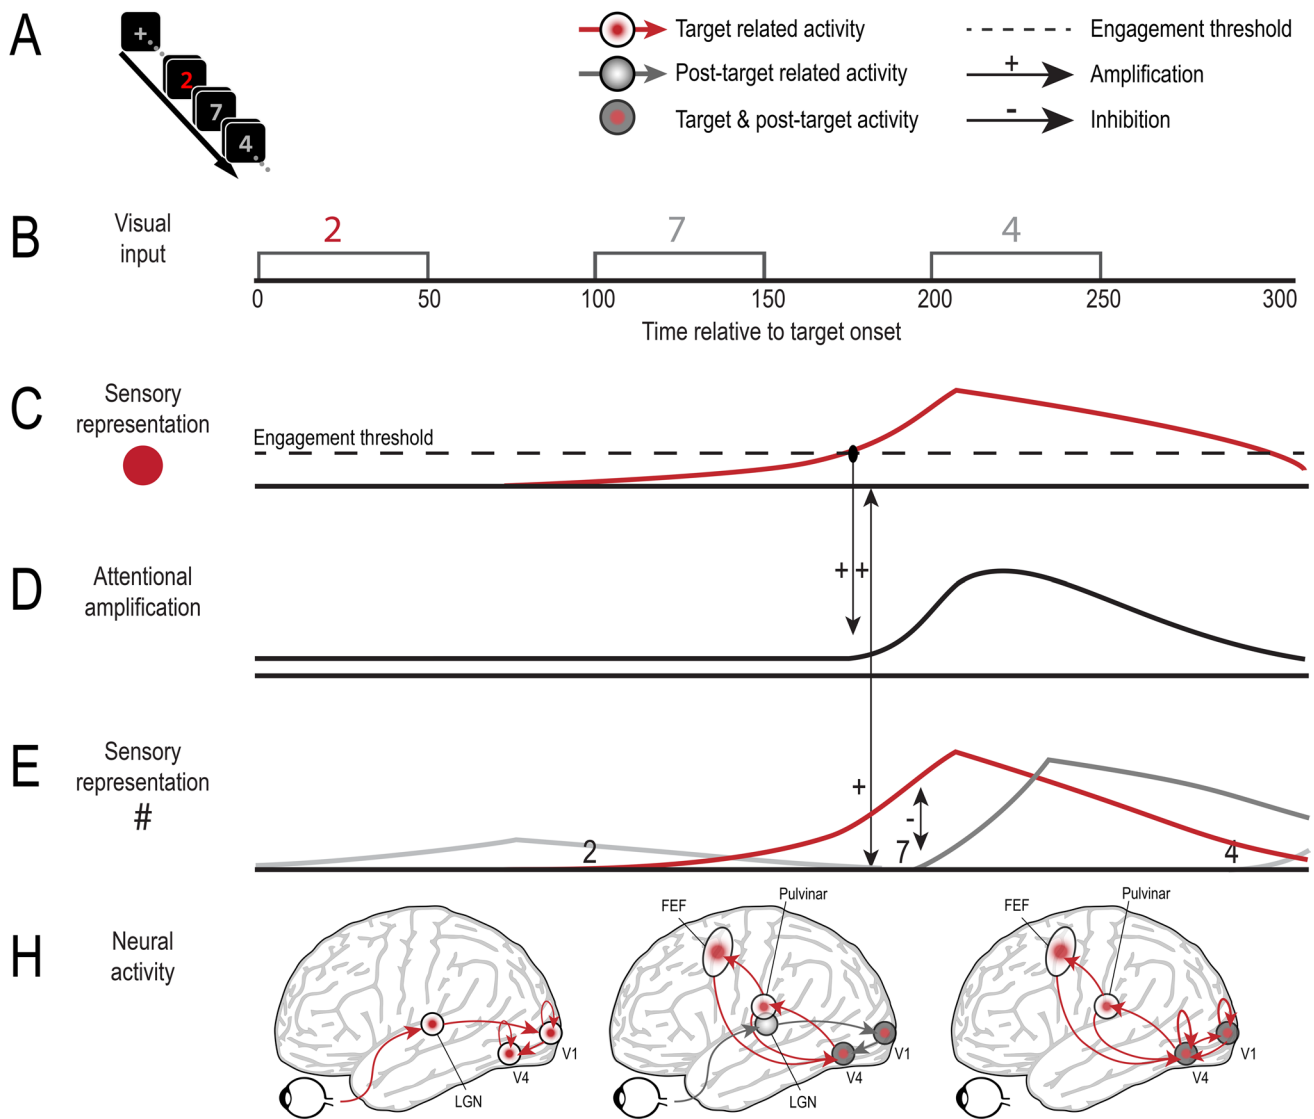 A
+
2
7
4
Target related activity
Post-target related activity
Target & post-target activity
Engagement threshold
+
Amplification
-
Inhibition
B
Visual
input
2
7
4
0
50
100
150
200
250
300
Time relative to target onset
C
Sensory
representation
Engagement threshold
D
Attentional
amplification
+ +
E
Sensory
representation
#
+
-
2
7
4
H
Neural
activity
LGN
V4
V1
FEF
Pulvinar
LGN
V4
V1
FEF
Pulvinar
V4
V1